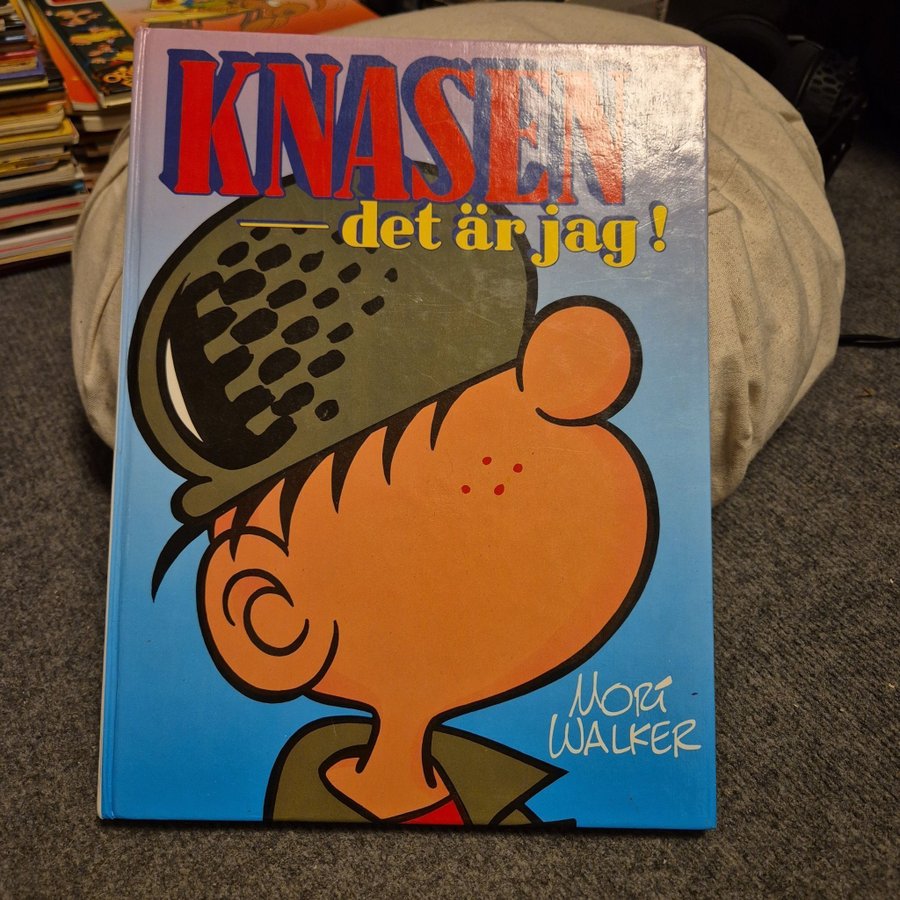 KNASEN
— det är jag!
MORT
WALKER